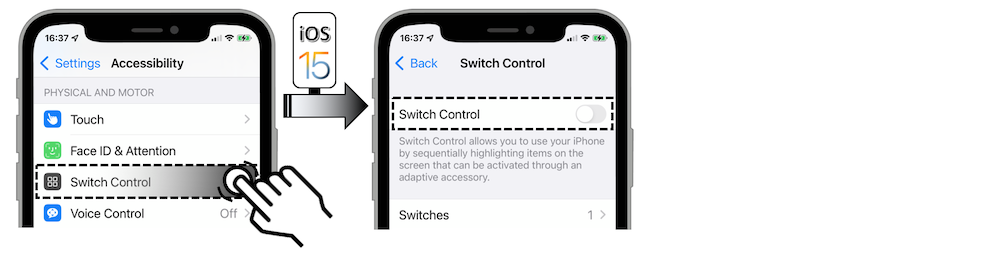 16:37
Settings
Accessibility
PHYSICAL AND MOTOR
Touch
Face ID & Attention
Switch Control
Voice Control
Off
iOS
15
16:37
Back
Switch Control
Switch Control
Switch Control allows you to use your iPhone
by sequentially highlighting items on the
screen that can be activated through an
adaptive accessory.
Switches
1